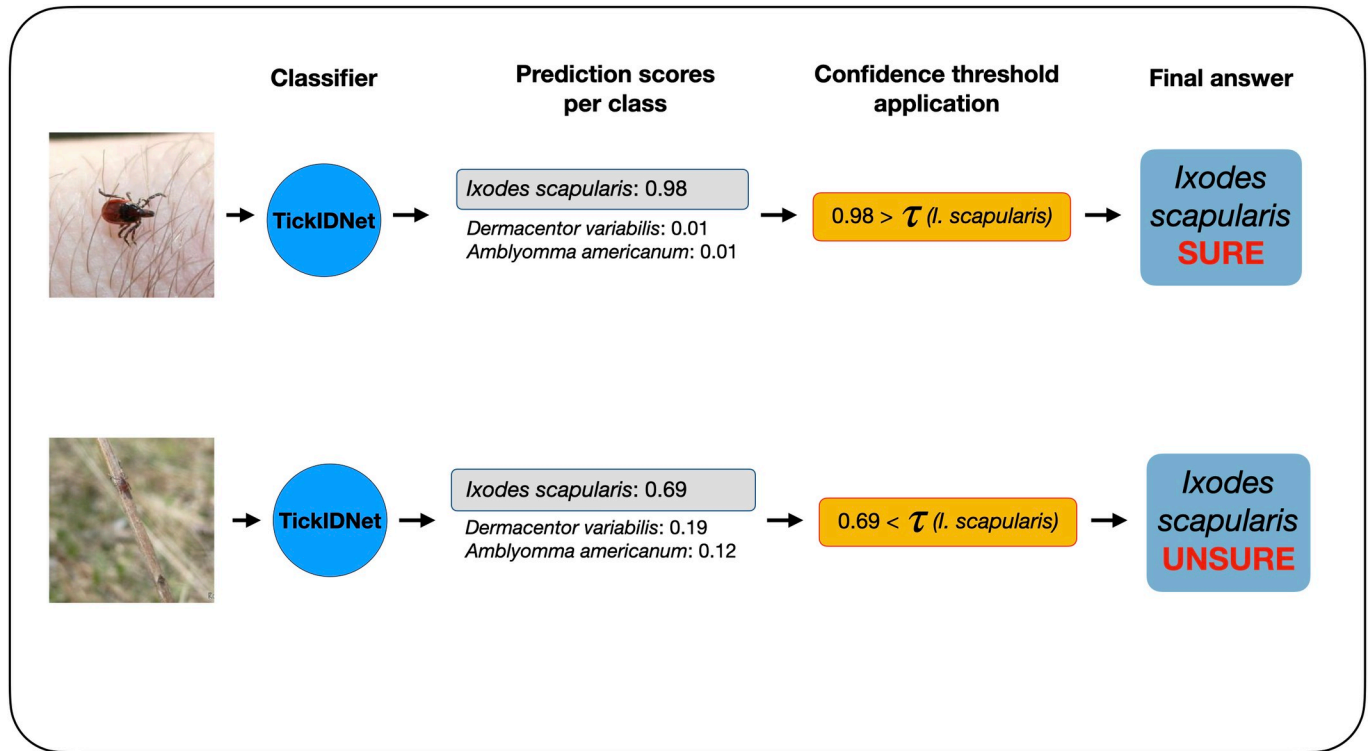 Classifier
Prediction scores
per class
Confidence threshold
application
Final answer
TickIDNet
Ixodes scapularis: 0.98
Dermacentor variabilis: 0.01
Amblyomma americanum: 0.01
0.98 > τ (I. scapularis)
Ixodes
scapularis
SURE
TickIDNet
Ixodes scapularis: 0.69
Dermacentor variabilis: 0.19
Amblyomma americanum: 0.12
0.69 < τ (I. scapularis)
Ixodes
scapularis
UNSURE